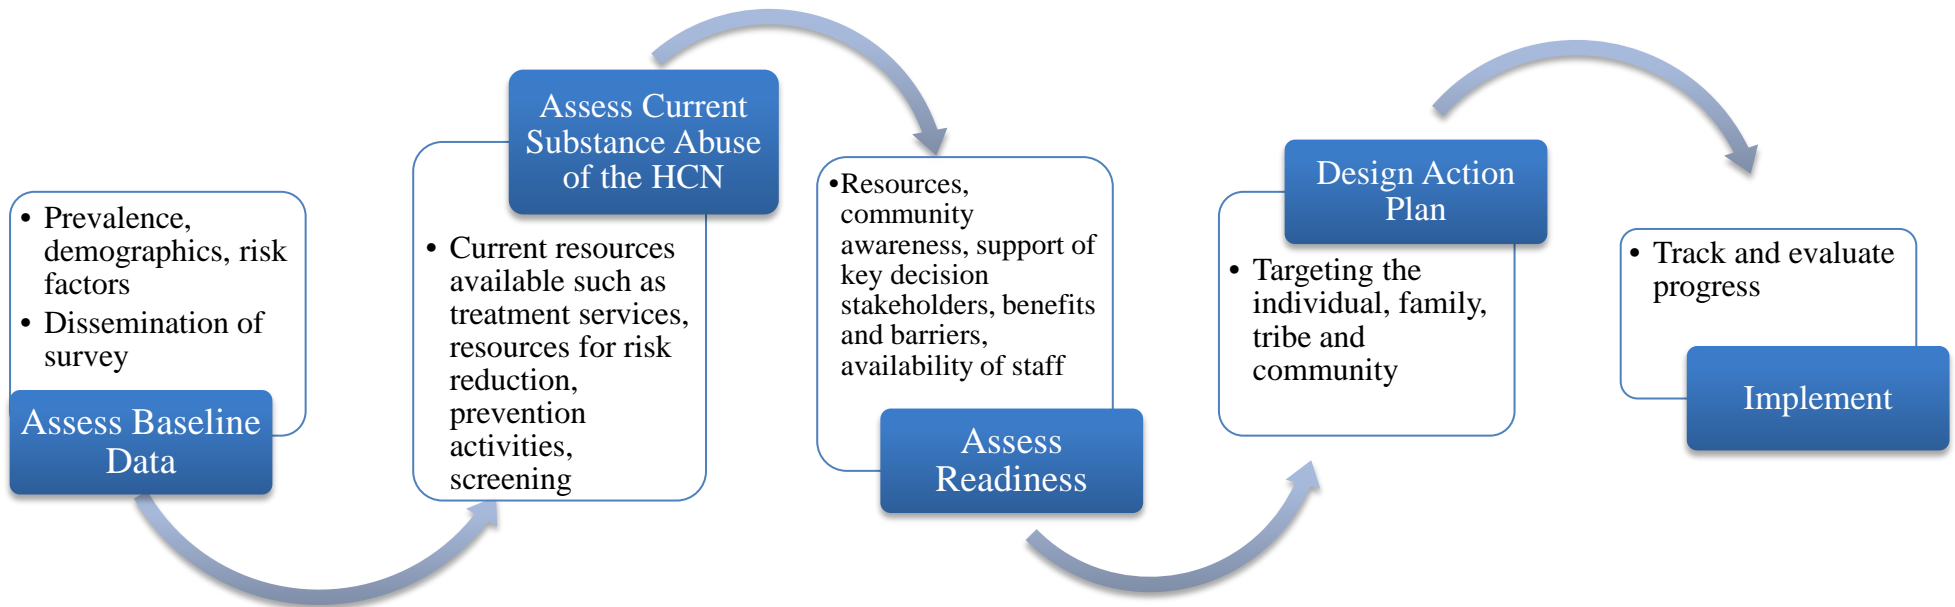 • Prevalence,
demographics, risk
factors
• Dissemination of
survey
Assess Baseline
Data
Assess Current
Substance Abuse
of the HCN
• Current resources
available such as
treatment services,
resources for risk
reduction,
prevention
activities,
screening
•Resources,
community
awareness, support of
key decision
stakeholders, benefits
and barriers,
availability of staff
Assess
Readiness
Design Action
Plan
• Targeting the
individual, family,
tribe and
community
• Track and evaluate
progress
Implement